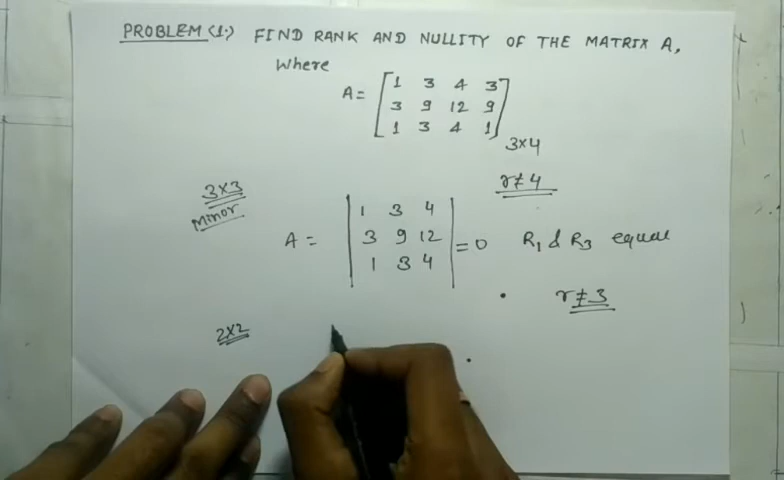 PROBLEM (1.) FIND RANK AND NULLITY OF THE MATRIX A,
Where
A = [1 3 4 3
3 9 12 9
1 3 4 1] 3×4
r≠4
3×3
Minor
A = |1 3 4
3 9 12
1 3 4| = 0 R1 & R3 equal
r≠3
2×2